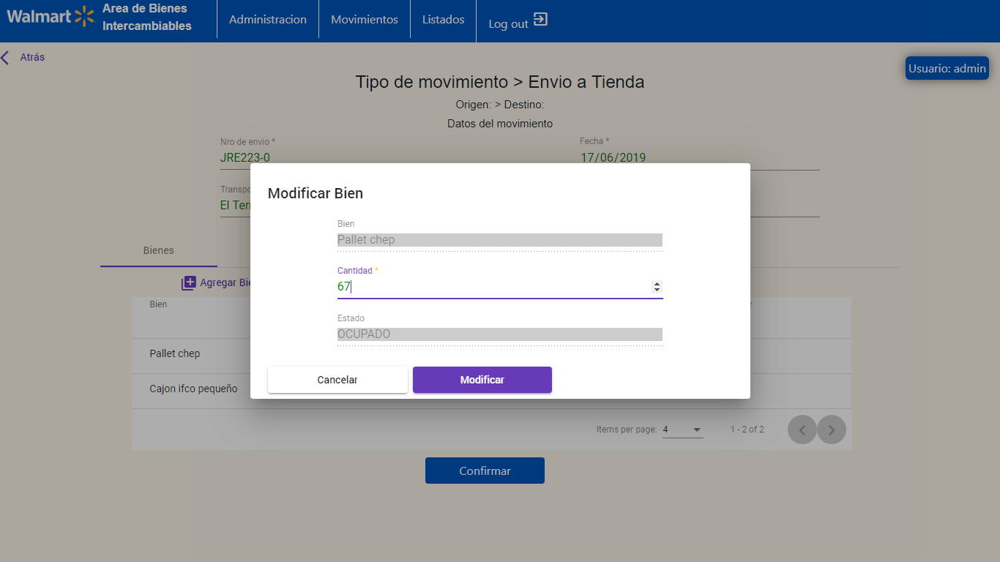 Walmart
Area de Bienes
Intercambiables
Administracion
Movimientos
Listados
Log out
Atrás
Usuario: admin
Tipo de movimiento > Envio a Tienda
Origen: > Destino:
Datos del movimiento
Nro de envio *
Fecha *
JRE223-0
17/06/2019
Transpo
El Terr
Modificar Bien
Bien
Pallet chep
Cantidad *
67
Estado
OCUPADO
Cancelar
Modificar
Bienes
Agregar Bie
Bien
Pallet chep
Cajon ifco pequeño
Items per page: 4
1 - 2 of 2
Confirmar